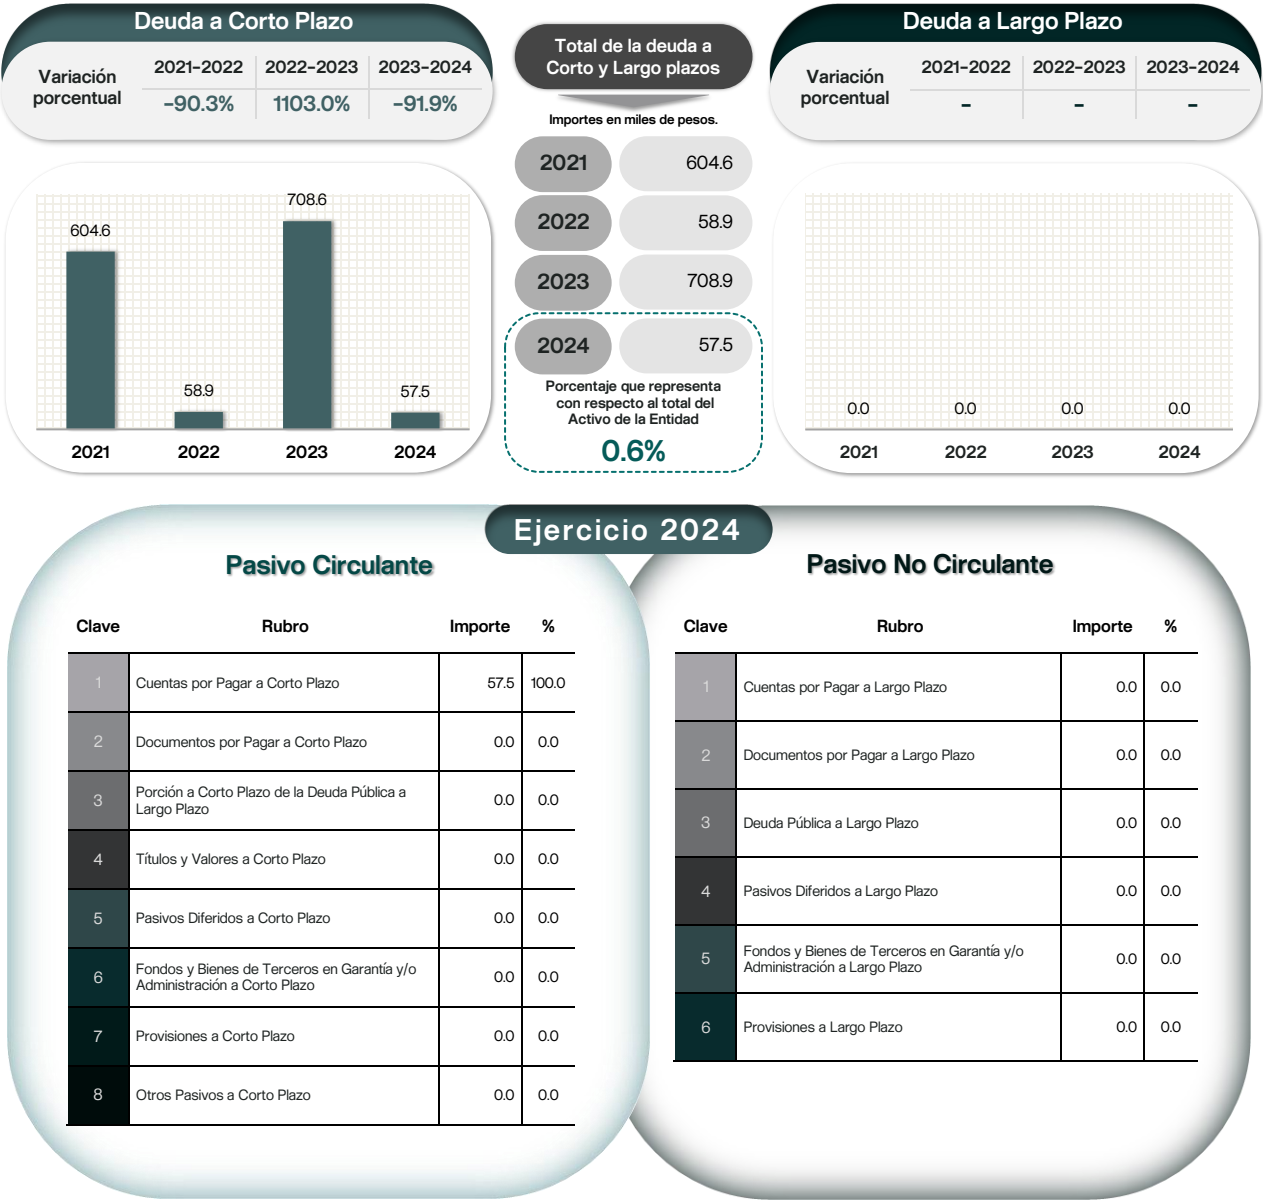 Deuda a Corto Plazo
Variación
porcentual
2021-2022 2022-2023 2023-2024
-90.3% 1103.0% -91.9%
708.6
604.6
58.9
57.5
2021 2022 2023 2024
Total de la deuda a
Corto y Largo plazos
Importes en miles de pesos.
2021 604.6
2022 58.9
2023 708.9
2024 57.5
Porcentaje que representa
con respecto al total del
Activo de la Entidad
0.6%
Deuda a Largo Plazo
Variación
porcentual
2021-2022 2022-2023 2023-2024
- - -
0.0 0.0 0.0 0.0
2021 2022 2023 2024
Ejercicio 2024
Pasivo Circulante
Clave Rubro Importe %
1 Cuentas por Pagar a Corto Plazo 57.5 100.0
2 Documentos por Pagar a Corto Plazo 0.0 0.0
3 Porción a Corto Plazo de la Deuda Pública a
Largo Plazo 0.0 0.0
4 Títulos y Valores a Corto Plazo 0.0 0.0
5 Pasivos Diferidos a Corto Plazo 0.0 0.0
6 Fondos y Bienes de Terceros en Garantía y/o
Administración a Corto Plazo 0.0 0.0
7 Provisiones a Corto Plazo 0.0 0.0
8 Otros Pasivos a Corto Plazo 0.0 0.0
Pasivo No Circulante
Clave Rubro Importe %
1 Cuentas por Pagar a Largo Plazo 0.0 0.0
2 Documentos por Pagar a Largo Plazo 0.0 0.0
3 Deuda Pública a Largo Plazo 0.0 0.0
4 Pasivos Diferidos a Largo Plazo 0.0 0.0
5 Fondos y Bienes de Terceros en Garantía y/o
Administración a Largo Plazo 0.0 0.0
6 Provisiones a Largo Plazo 0.0 0.0